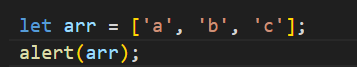 let arr = ['a', 'b', 'c'];
alert(arr);